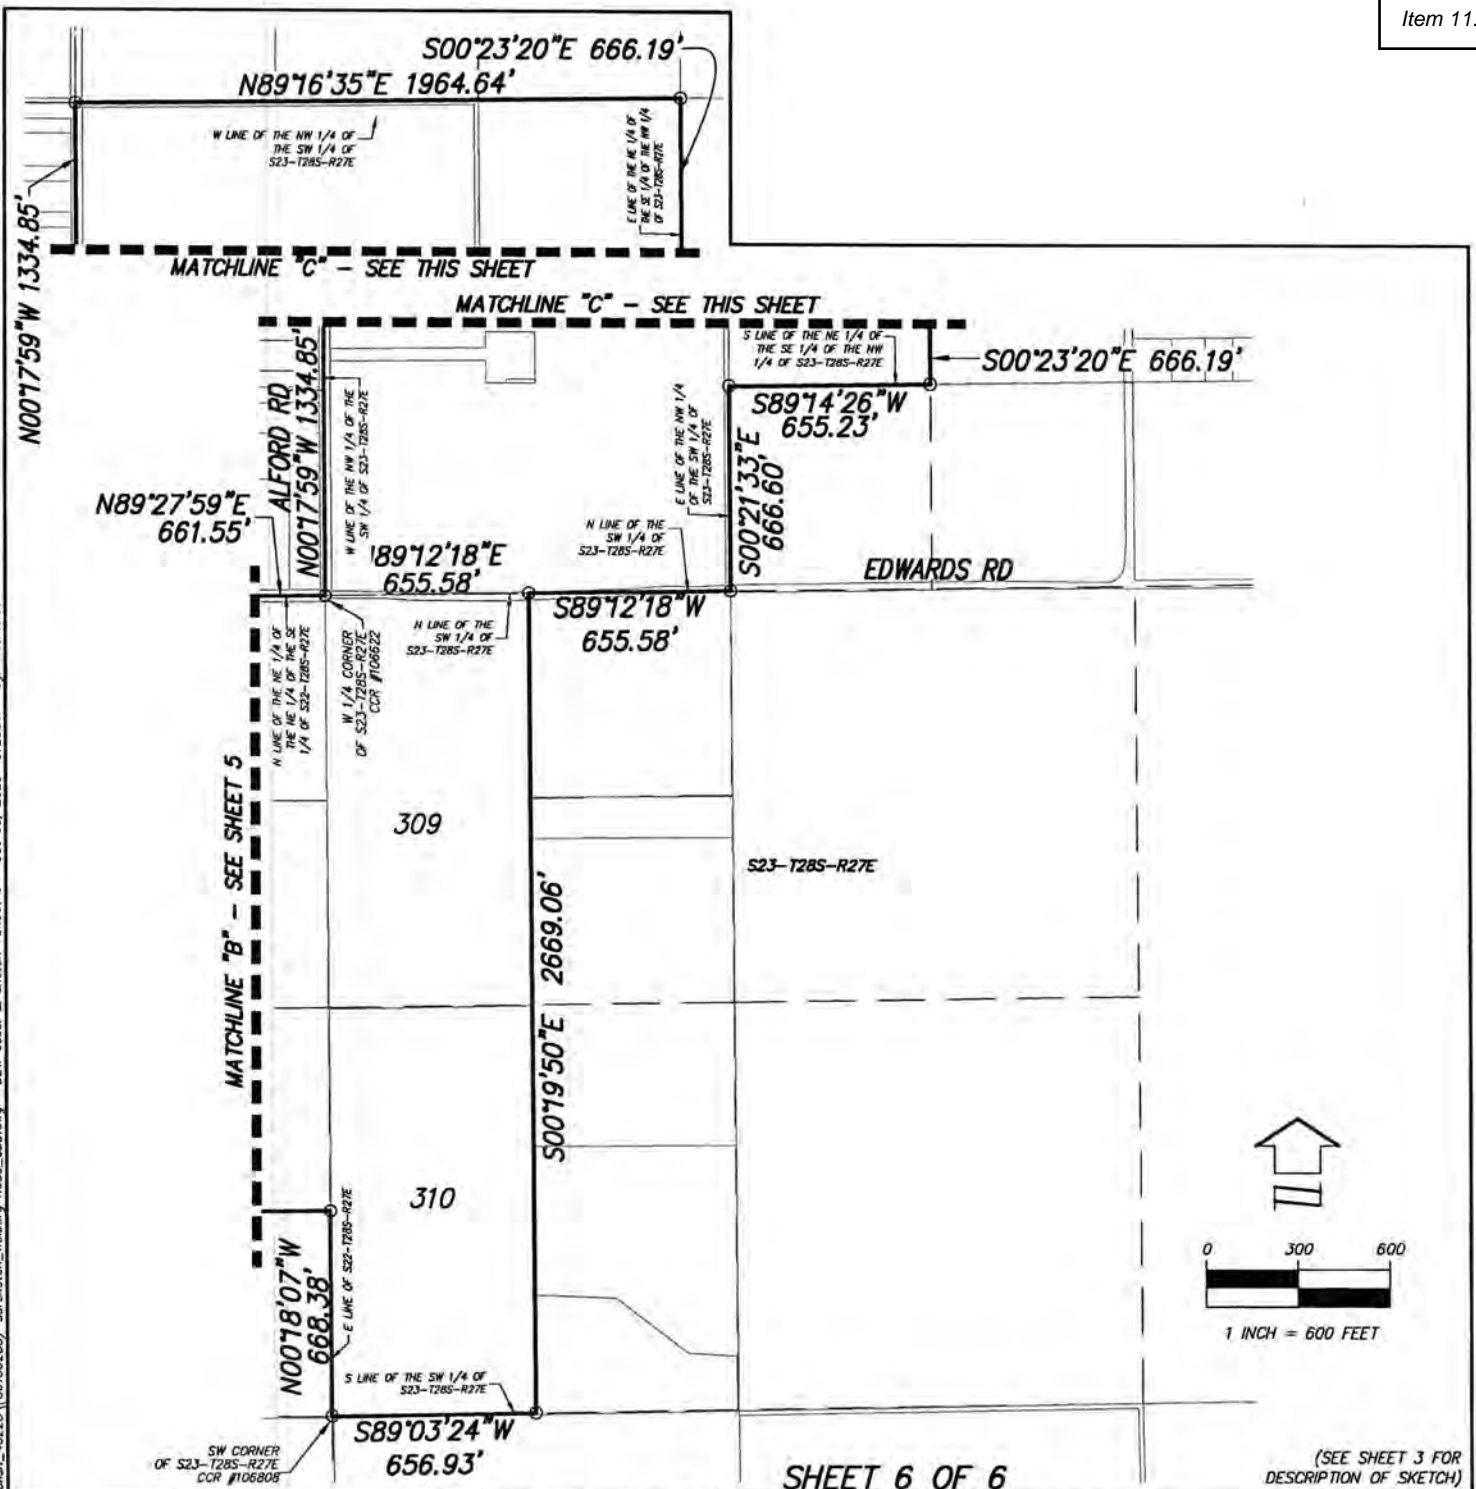 Item 11.
S00°23'20"E 666.19'
N89°16'35"E 1964.64'
W LINE OF THE NW 1/4 OF
THE SW 1/4 OF
S23-T28S-R27E
E LINE OF THE NE 1/4 OF
THE SE 1/4 OF THE NW 1/4
OF S23-T28S-R27E
N00°17'59"W 1334.85'
MATCHLINE "C" - SEE THIS SHEET
MATCHLINE "C" - SEE THIS SHEET
S LINE OF THE NE 1/4 OF
THE SE 1/4 OF THE NW
1/4 OF S23-T28S-R27E
S00°23'20"E 666.19'
ALFORD RD
N00°17'59"W 1334.85'
W LINE OF THE NW 1/4 OF THE
SW 1/4 OF S23-T28S-R27E
S89°14'26"W
655.23'
E LINE OF THE NW 1/4
OF THE SW 1/4 OF
S23-T28S-R27E
S00°21'33"E
666.60'
N89°27'59"E
661.55'
N LINE OF THE
SW 1/4 OF
S23-T28S-R27E
89°12'18"E
655.58'
EDWARDS RD
S89°12'18"W
655.58'
N LINE OF THE
SW 1/4 OF
S23-T28S-R27E
N LINE OF THE NE 1/4 OF
THE NE 1/4 OF THE SE
1/4 OF S22-T28S-R27E
W 1/4 CORNER
OF S23-T28S-R27E
CCR #106622
MATCHLINE "B" - SEE SHEET 5
309
S23-T28S-R27E
S00°19'50"E 2669.06'
310
N00°18'07"W
668.38'
E LINE OF S22-T28S-R27E
0 300 600
1 INCH = 600 FEET
S LINE OF THE SW 1/4 OF
S23-T28S-R27E
S89°03'24"W
656.93'
SW CORNER
OF S23-T28S-R27E
CCR #106808
SHEET 6 OF 6
(SEE SHEET 3 FOR
DESCRIPTION OF SKETCH)